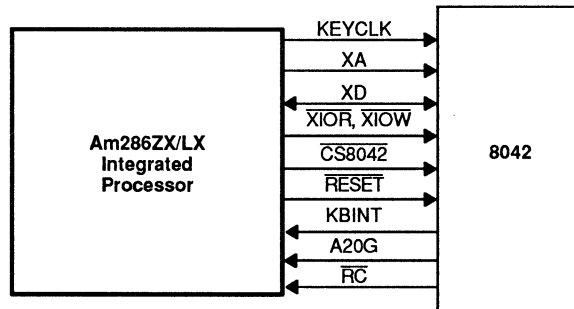 KEYCLK
XA
XD
XIOR, XIOW
CS8042
RESET
KBINT
A20G
RC
Am286ZX/LX
Integrated
Processor
8042